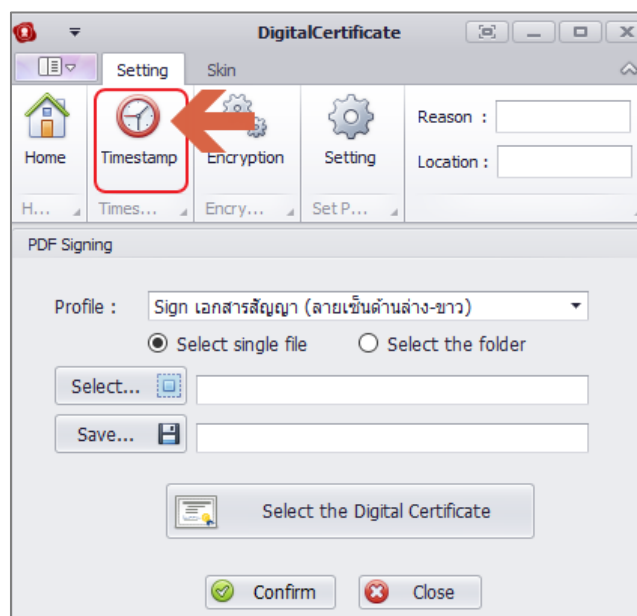 DigitalCertificate
Setting Skin
Home Timestamp Encryption Setting
Reason :
Location :
H... Times... Encry... Set P...
PDF Signing
Profile : Sign เอกสารสัญญา (ลายเซ็นด้านล่าง-ขาว)
Select single file Select the folder
Select...
Save...
Select the Digital Certificate
Confirm Close